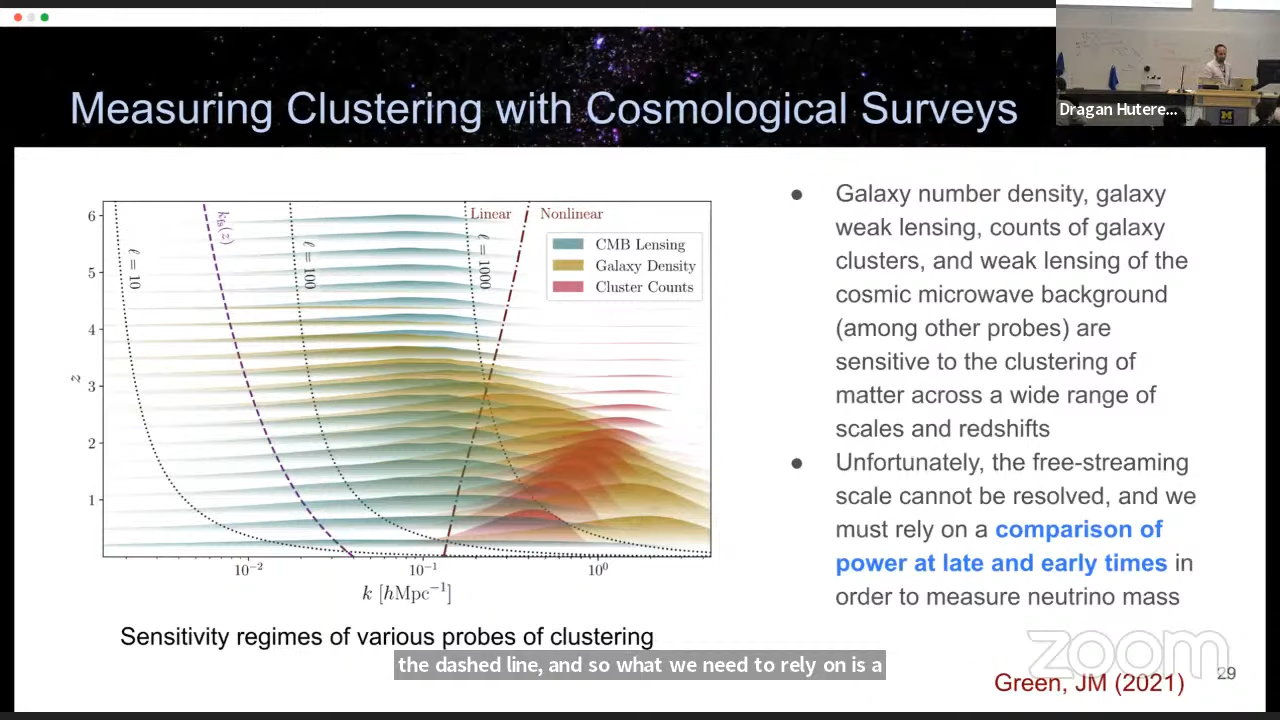 Measuring Clustering with Cosmological Surveys
Dragan Hutere...
6
5
4
3
2
1
z
ℓ = 10
k_fs(z)
ℓ = 100
ℓ = 1000
Linear
Nonlinear
CMB Lensing
Galaxy Density
Cluster Counts
10⁻²
10⁻¹
10⁰
k [hMpc⁻¹]
Sensitivity regimes of various probes of clustering
● Galaxy number density, galaxy
weak lensing, counts of galaxy
clusters, and weak lensing of the
cosmic microwave background
(among other probes) are
sensitive to the clustering of
matter across a wide range of
scales and redshifts
● Unfortunately, the free-streaming
scale cannot be resolved, and we
must rely on a comparison of
power at late and early times in
order to measure neutrino mass
the dashed line, and so what we need to rely on is a
zoom
Green, JM (2021)
29